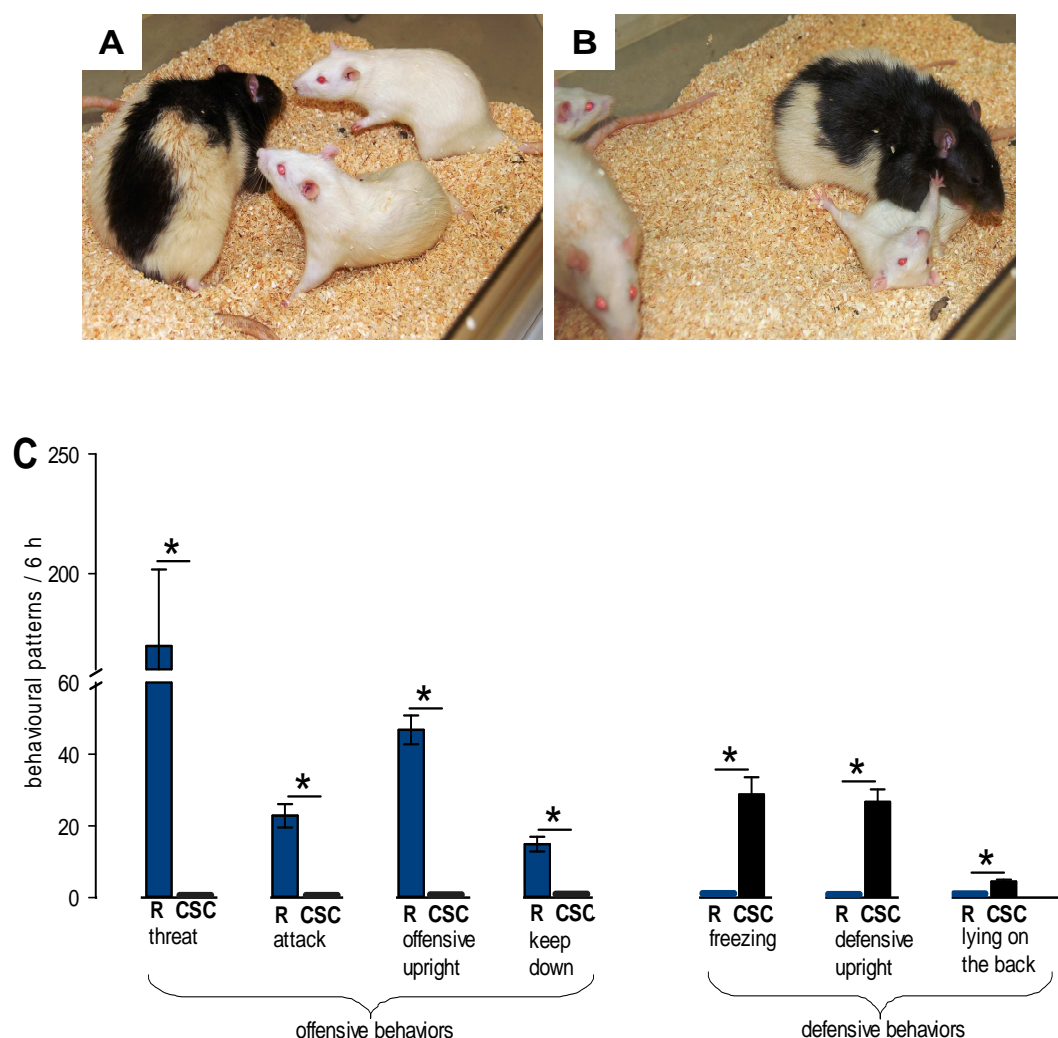 A
B
C
250
200
60
40
20
0
behavioural patterns / 6 h
*
*
*
*
*
*
*
R CSC
R CSC
R CSC
R CSC
R CSC
R CSC
R CSC
threat
attack
offensive
upright
keep
down
freezing
defensive
upright
lying on
the back
offensive behaviors
defensive behaviors